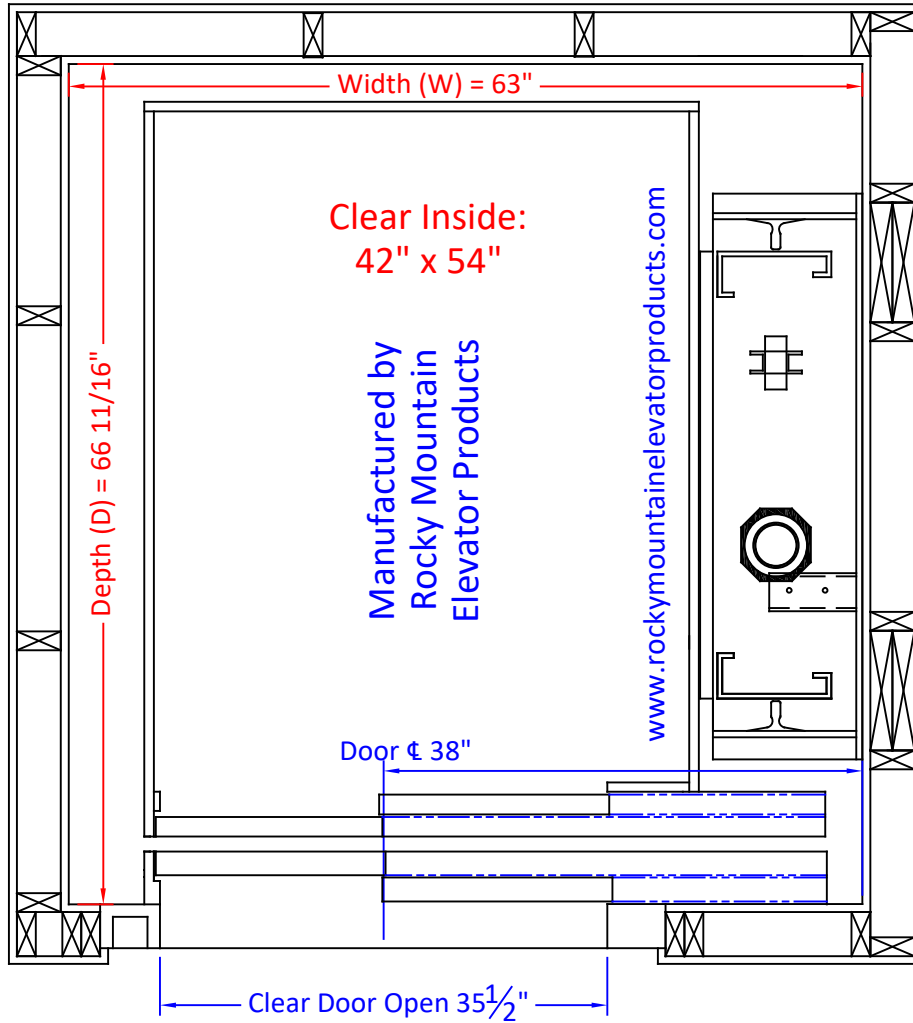 Width (W) = 63"
Clear Inside:
42" x 54"
Depth (D) = 66 11/16"
Manufactured by
Rocky Mountain
Elevator Products
www.rockymountainelevatorproducts.com
Door ℄ 38"
Clear Door Open 35½"